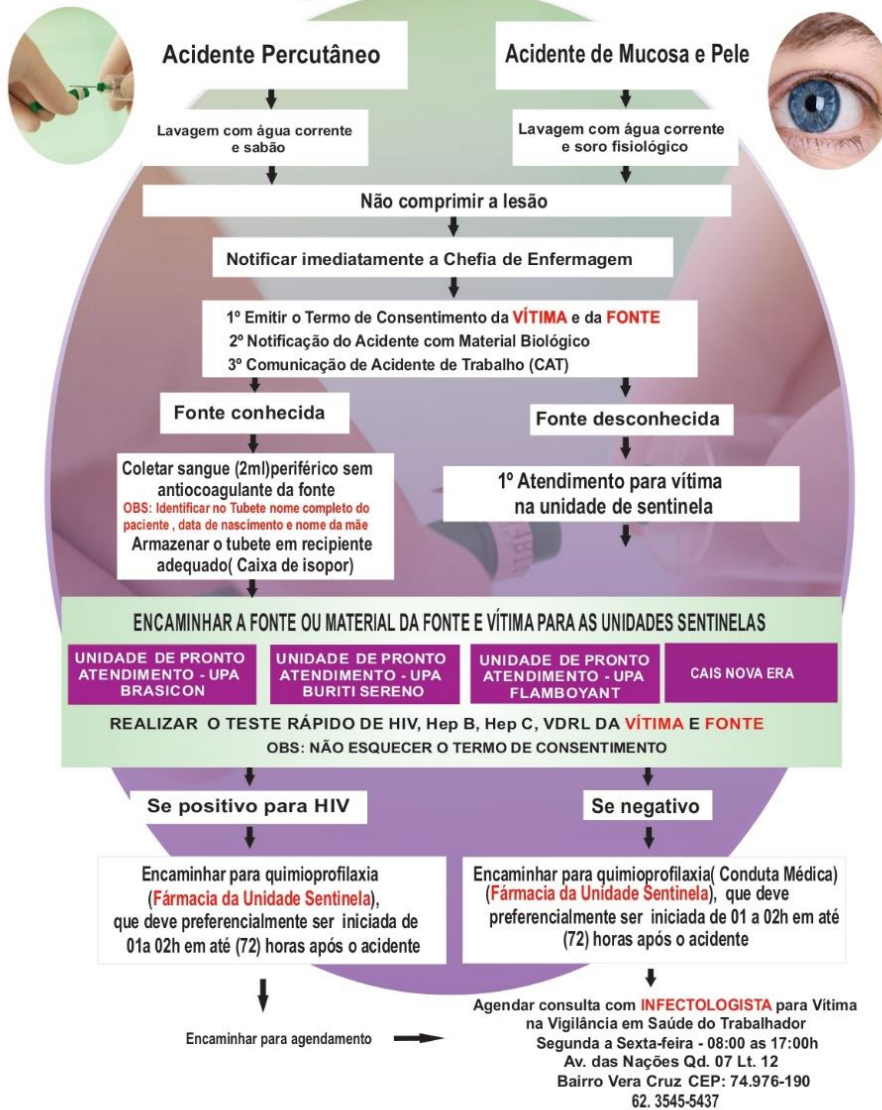 Acidente Percutâneo
Acidente de Mucosa e Pele
Lavagem com água corrente
e sabão
Lavagem com água corrente
e soro fisiológico
Não comprimir a lesão
Notificar imediatamente a Chefia de Enfermagem
1º Emitir o Termo de Consentimento da VÍTIMA e da FONTE
2º Notificação do Acidente com Material Biológico
3º Comunicação de Acidente de Trabalho (CAT)
Fonte conhecida
Fonte desconhecida
Coletar sangue (2ml)periférico sem
antiocoagulante da fonte
OBS: Identificar no Tubete nome completo do
paciente , data de nascimento e nome da mãe
Armazenar o tubete em recipiente
adequado( Caixa de isopor)
1º Atendimento para vítima
na unidade de sentinela
ENCAMINHAR A FONTE OU MATERIAL DA FONTE E VÍTIMA PARA AS UNIDADES SENTINELAS
UNIDADE DE PRONTO
ATENDIMENTO - UPA
BRASICON
UNIDADE DE PRONTO
ATENDIMENTO - UPA
BURITI SERENO
UNIDADE DE PRONTO
ATENDIMENTO - UPA
FLAMBOYANT
CAIS NOVA ERA
REALIZAR O TESTE RÁPIDO DE HIV, Hep B, Hep C, VDRL DA VÍTIMA E FONTE
OBS: NÃO ESQUECER O TERMO DE CONSENTIMENTO
Se positivo para HIV
Se negativo
Encaminhar para quimioprofilaxia
(Fármacia da Unidade Sentinela),
que deve preferencialmente ser iniciada de
01a 02h em até (72) horas após o acidente
Encaminhar para quimioprofilaxia( Conduta Médica)
(Fármacia da Unidade Sentinela), que deve
preferencialmente ser iniciada de 01 a 02h em até
(72) horas após o acidente
Encaminhar para agendamento
Agendar consulta com INFECTOLOGISTA para Vítima
na Vigilância em Saúde do Trabalhador
Segunda a Sexta-feira - 08:00 as 17:00h
Av. das Nações Qd. 07 Lt. 12
Bairro Vera Cruz CEP: 74.976-190
62. 3545-5437